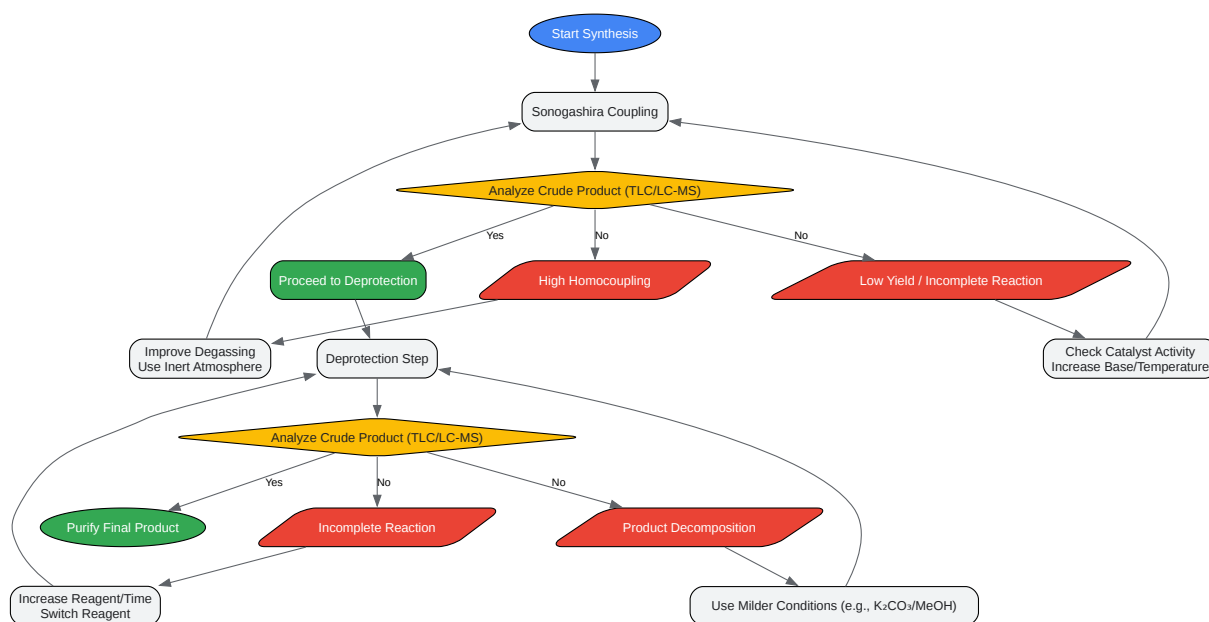 Start Synthesis
Sonogashira Coupling
Analyze Crude Product (TLC/LC-MS)
Yes
No
No
Proceed to Deprotection
High Homocoupling
Low Yield / Incomplete Reaction
Improve Degassing
Use Inert Atmosphere
Deprotection Step
Check Catalyst Activity
Increase Base/Temperature
Analyze Crude Product (TLC/LC-MS)
Yes
No
No
Purify Final Product
Incomplete Reaction
Product Decomposition
Increase Reagent/Time
Switch Reagent
Use Milder Conditions (e.g., K₂CO₃/MeOH)